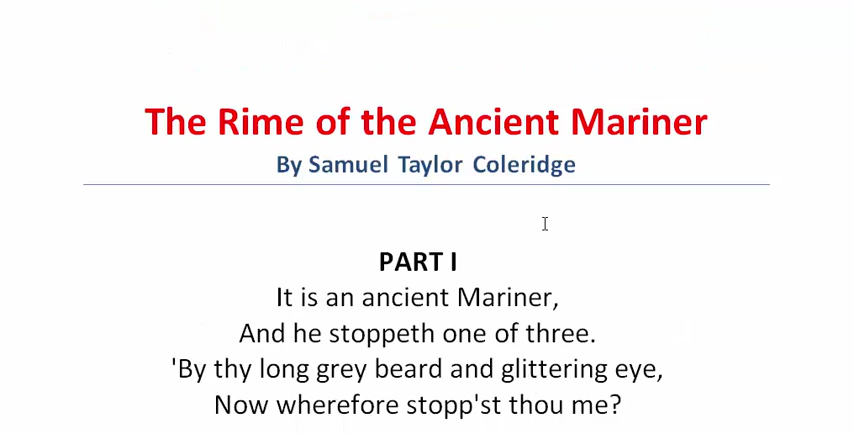 The Rime of the Ancient Mariner
By Samuel Taylor Coleridge
PART I
It is an ancient Mariner,
And he stoppeth one of three.
'By thy long grey beard and glittering eye,
Now wherefore stopp'st thou me?